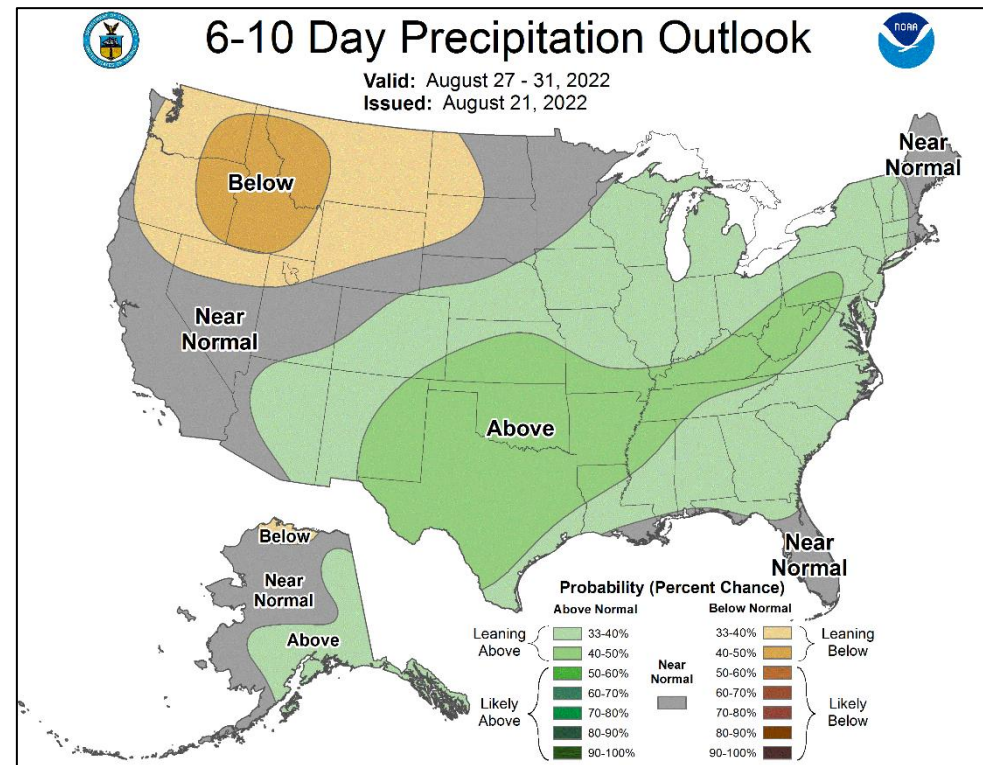 6-10 Day Precipitation Outlook
NOAA
Valid: August 27 - 31, 2022
Issued: August 21, 2022
Near
Normal
Below
Near
Normal
Above
Below
Near
Normal
Above
Near
Normal
Probability (Percent Chance)
Above Normal
Below Normal
Leaning
Above
33-40%
40-50%
Likely
Above
50-60%
60-70%
70-80%
80-90%
90-100%
Near
Normal
33-40%
40-50%
Leaning
Below
50-60%
60-70%
70-80%
80-90%
90-100%
Likely
Below